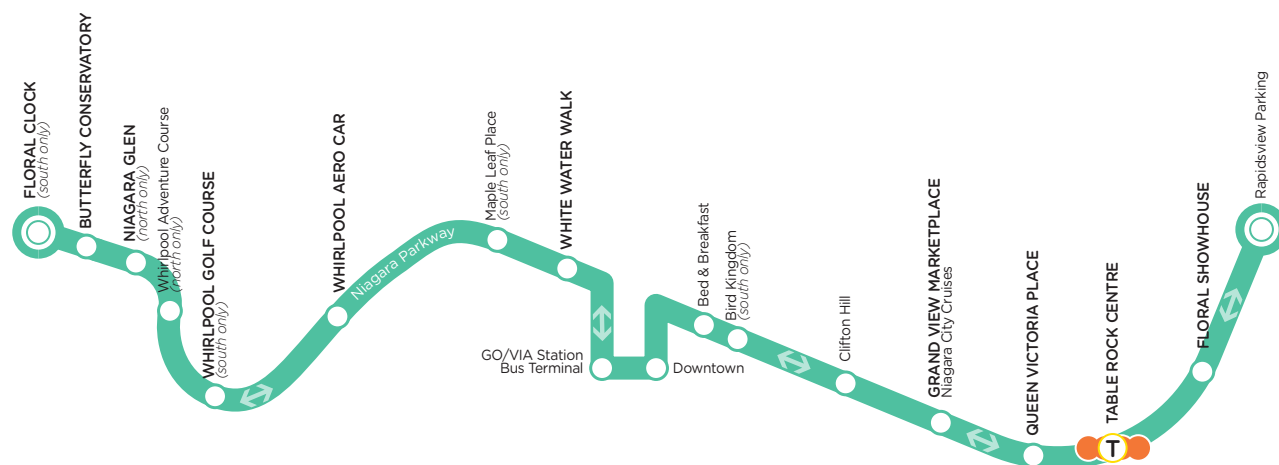 FLORAL CLOCK
(south only)
BUTTERFLY CONSERVATORY
NIAGARA GLEN
(north only)
Whirlpool Adventure Course
(north only)
WHIRLPOOL GOLF COURSE
(south only)
WHIRLPOOL AERO CAR
Niagara Parkway
Maple Leaf Place
(south only)
WHITE WATER WALK
GO/VIA Station
Bus Terminal
Downtown
Bed & Breakfast
Bird Kingdom
(south only)
Clifton Hill
GRAND VIEW MARKETPLACE
Niagara City Cruises
QUEEN VICTORIA PLACE
TABLE ROCK CENTRE
T
FLORAL SHOWHOUSE
Rapidsview Parking